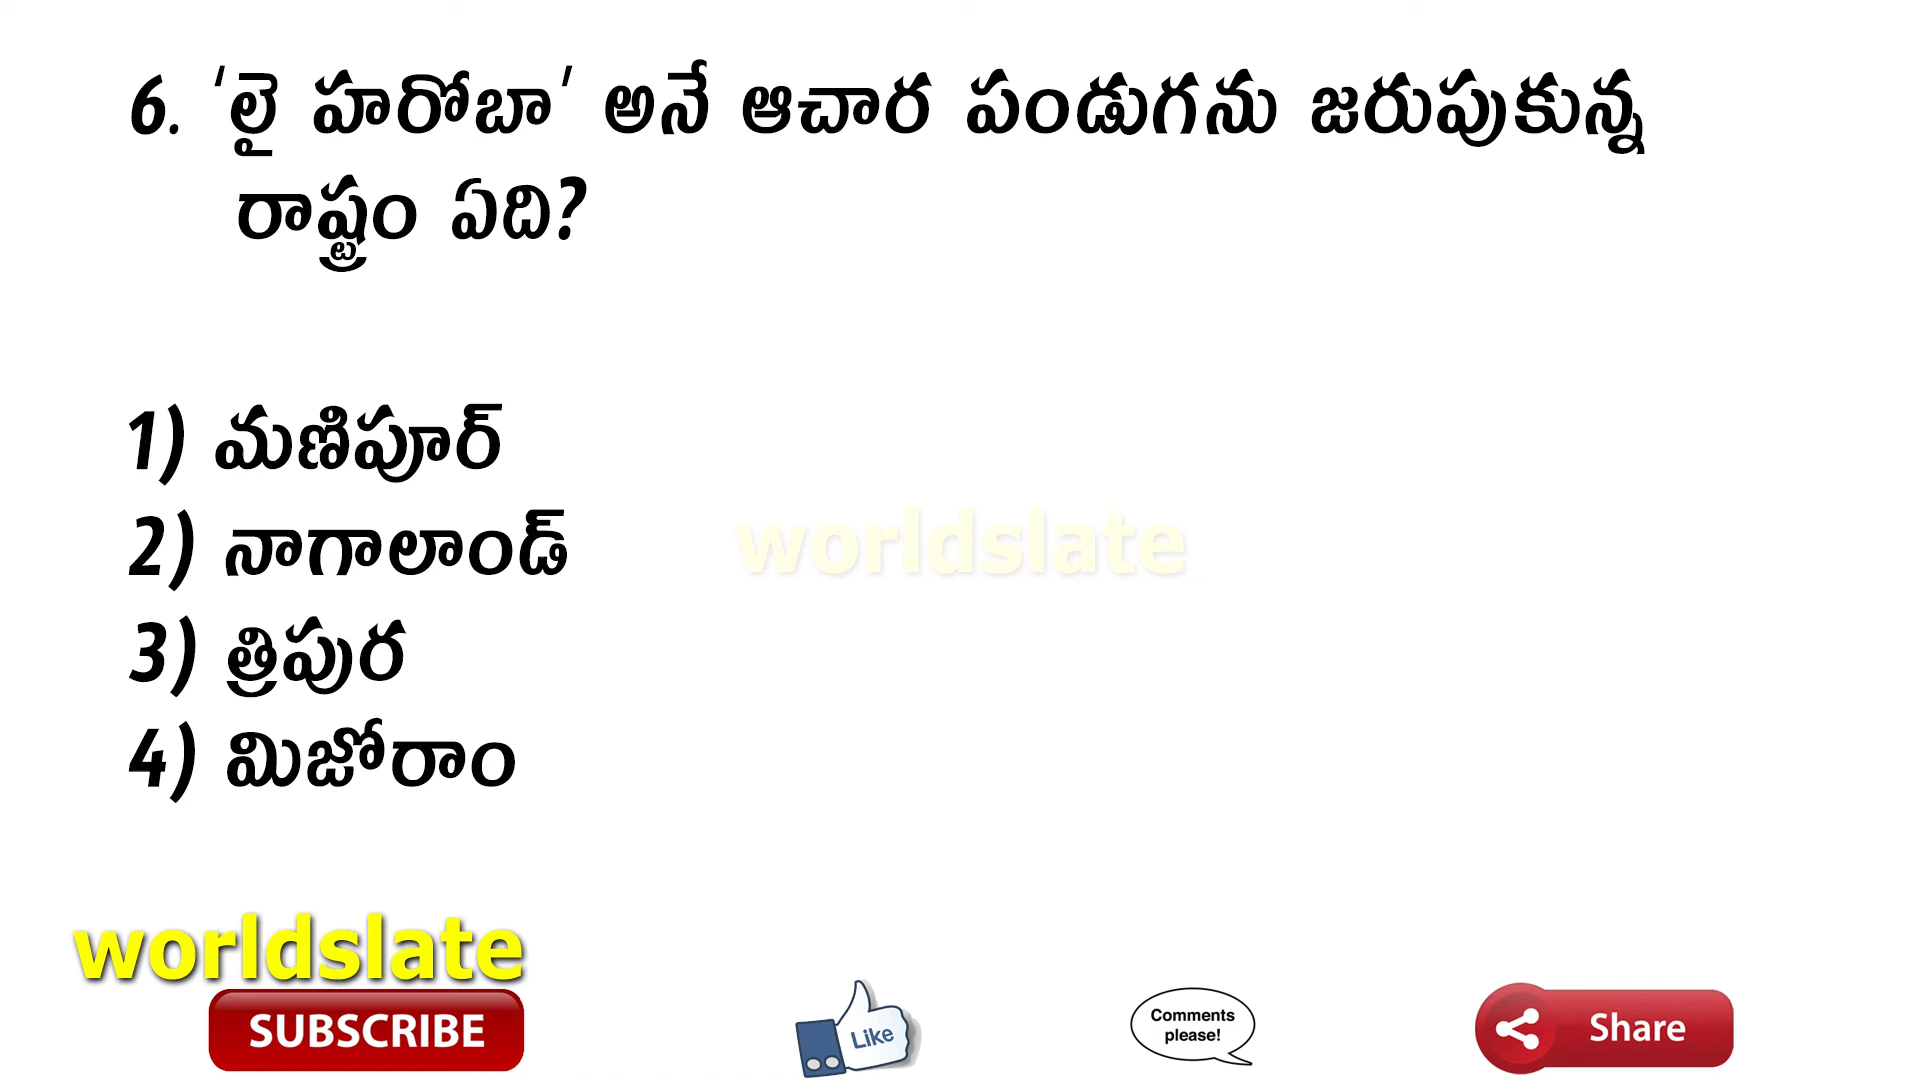 6. 'లై హరోబా' అనే ఆచార పండుగను జరుపుకున్న
రాష్ట్రం ఏది?
1) మణిపూర్
2) నాగాలాండ్
3) త్రిపుర
4) మిజోరాం
worldslate
worldslate
SUBSCRIBE
Like
Comments
please!
Share